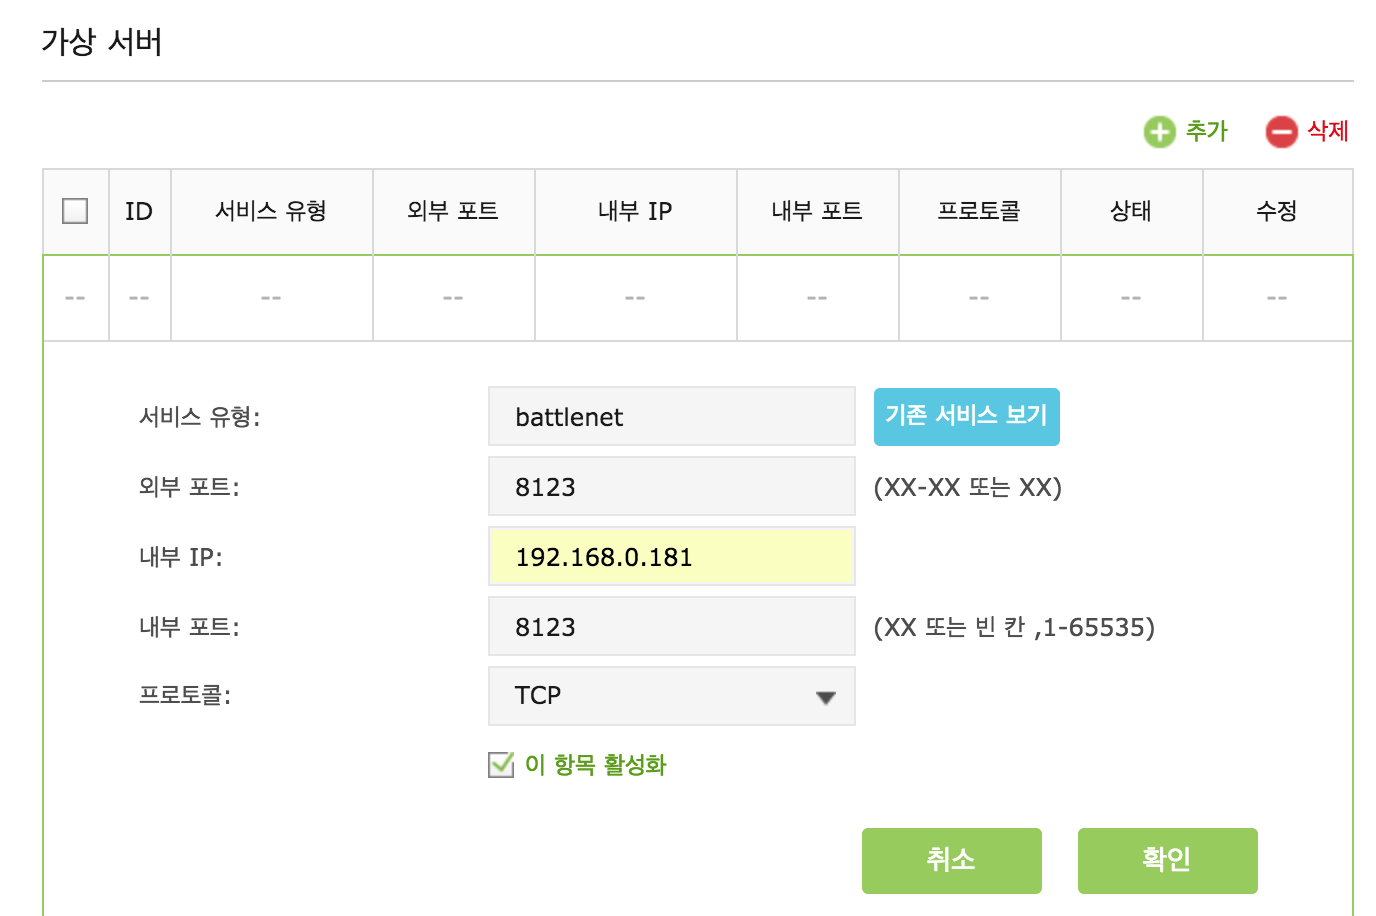 가상 서버
추가 삭제
ID 서비스 유형 외부 포트 내부 IP 내부 포트 프로토콜 상태 수정
-- -- -- -- -- -- -- -- --
서비스 유형: battlenet 기존 서비스 보기
외부 포트: 8123 (XX-XX 또는 XX)
내부 IP: 192.168.0.181
내부 포트: 8123 (XX 또는 빈 칸 ,1-65535)
프로토콜: TCP
이 항목 활성화
취소 확인